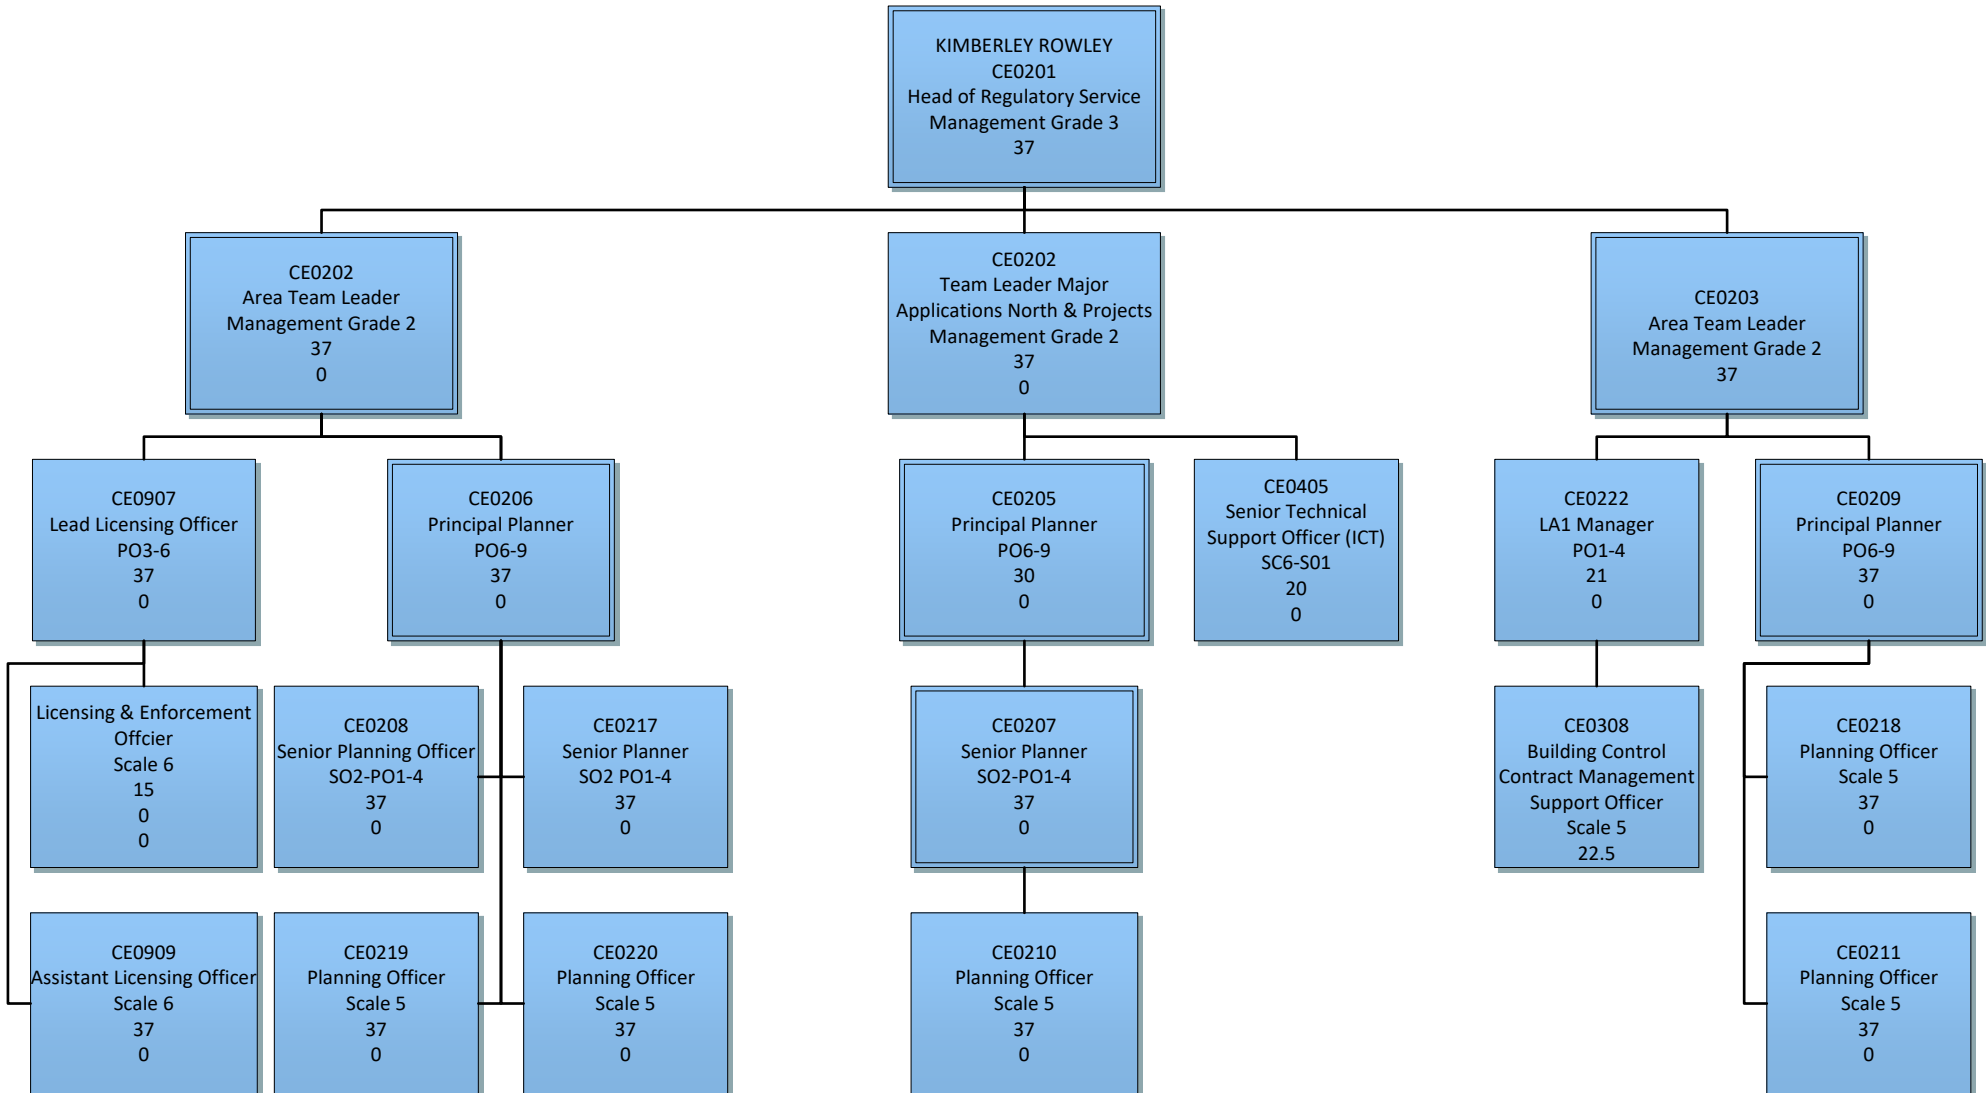 KIMBERLEY ROWLEY
CE0201
Head of Regulatory Service
Management Grade 3
37
CE0202
Area Team Leader
Management Grade 2
37
0
CE0202
Team Leader Major
Applications North & Projects
Management Grade 2
37
0
CE0203
Area Team Leader
Management Grade 2
37
CE0907
Lead Licensing Officer
PO3-6
37
0
CE0206
Principal Planner
PO6-9
37
0
CE0205
Principal Planner
PO6-9
30
0
CE0405
Senior Technical
Support Officer (ICT)
SC6-S01
20
0
CE0222
LA1 Manager
PO1-4
21
0
CE0209
Principal Planner
PO6-9
37
0
Licensing & Enforcement
Offcier
Scale 6
15
0
0
CE0208
Senior Planning Officer
SO2-PO1-4
37
0
CE0217
Senior Planner
SO2 PO1-4
37
0
CE0207
Senior Planner
SO2-PO1-4
37
0
CE0308
Building Control
Contract Management
Support Officer
Scale 5
22.5
CE0218
Planning Officer
Scale 5
37
0
CE0909
Assistant Licensing Officer
Scale 6
37
0
CE0219
Planning Officer
Scale 5
37
0
CE0220
Planning Officer
Scale 5
37
0
CE0210
Planning Officer
Scale 5
37
0
CE0211
Planning Officer
Scale 5
37
0